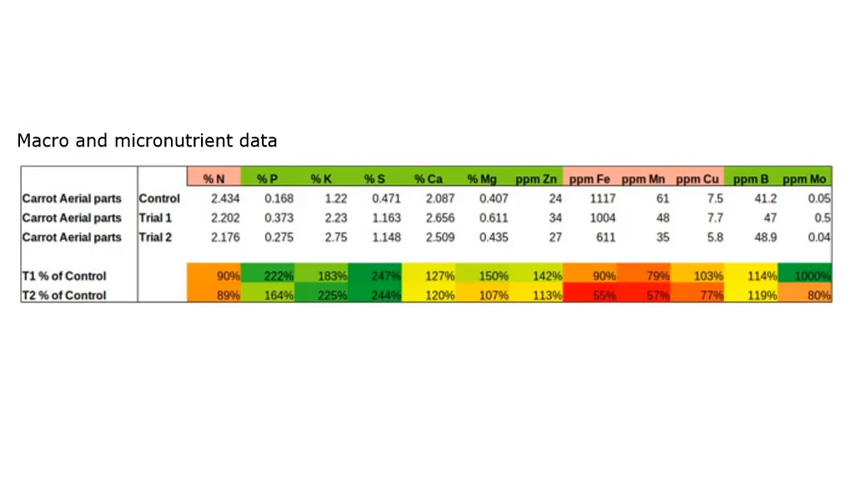 Macro and micronutrient data
% N % P % K % S % Ca % Mg ppm Zn ppm Fe ppm Mn ppm Cu ppm B ppm Mo
Carrot Aerial parts Control 2.434 0.168 1.22 0.471 2.087 0.407 24 1117 61 7.5 41.2 0.05
Carrot Aerial parts Trial 1 2.202 0.373 2.23 1.163 2.656 0.611 34 1004 48 7.7 47 0.5
Carrot Aerial parts Trial 2 2.176 0.275 2.75 1.148 2.509 0.435 27 611 35 5.8 48.9 0.04
T1 % of Control 90% 222% 183% 247% 127% 150% 142% 90% 79% 103% 114% 1000%
T2 % of Control 89% 164% 225% 244% 120% 107% 113% 55% 57% 77% 119% 80%